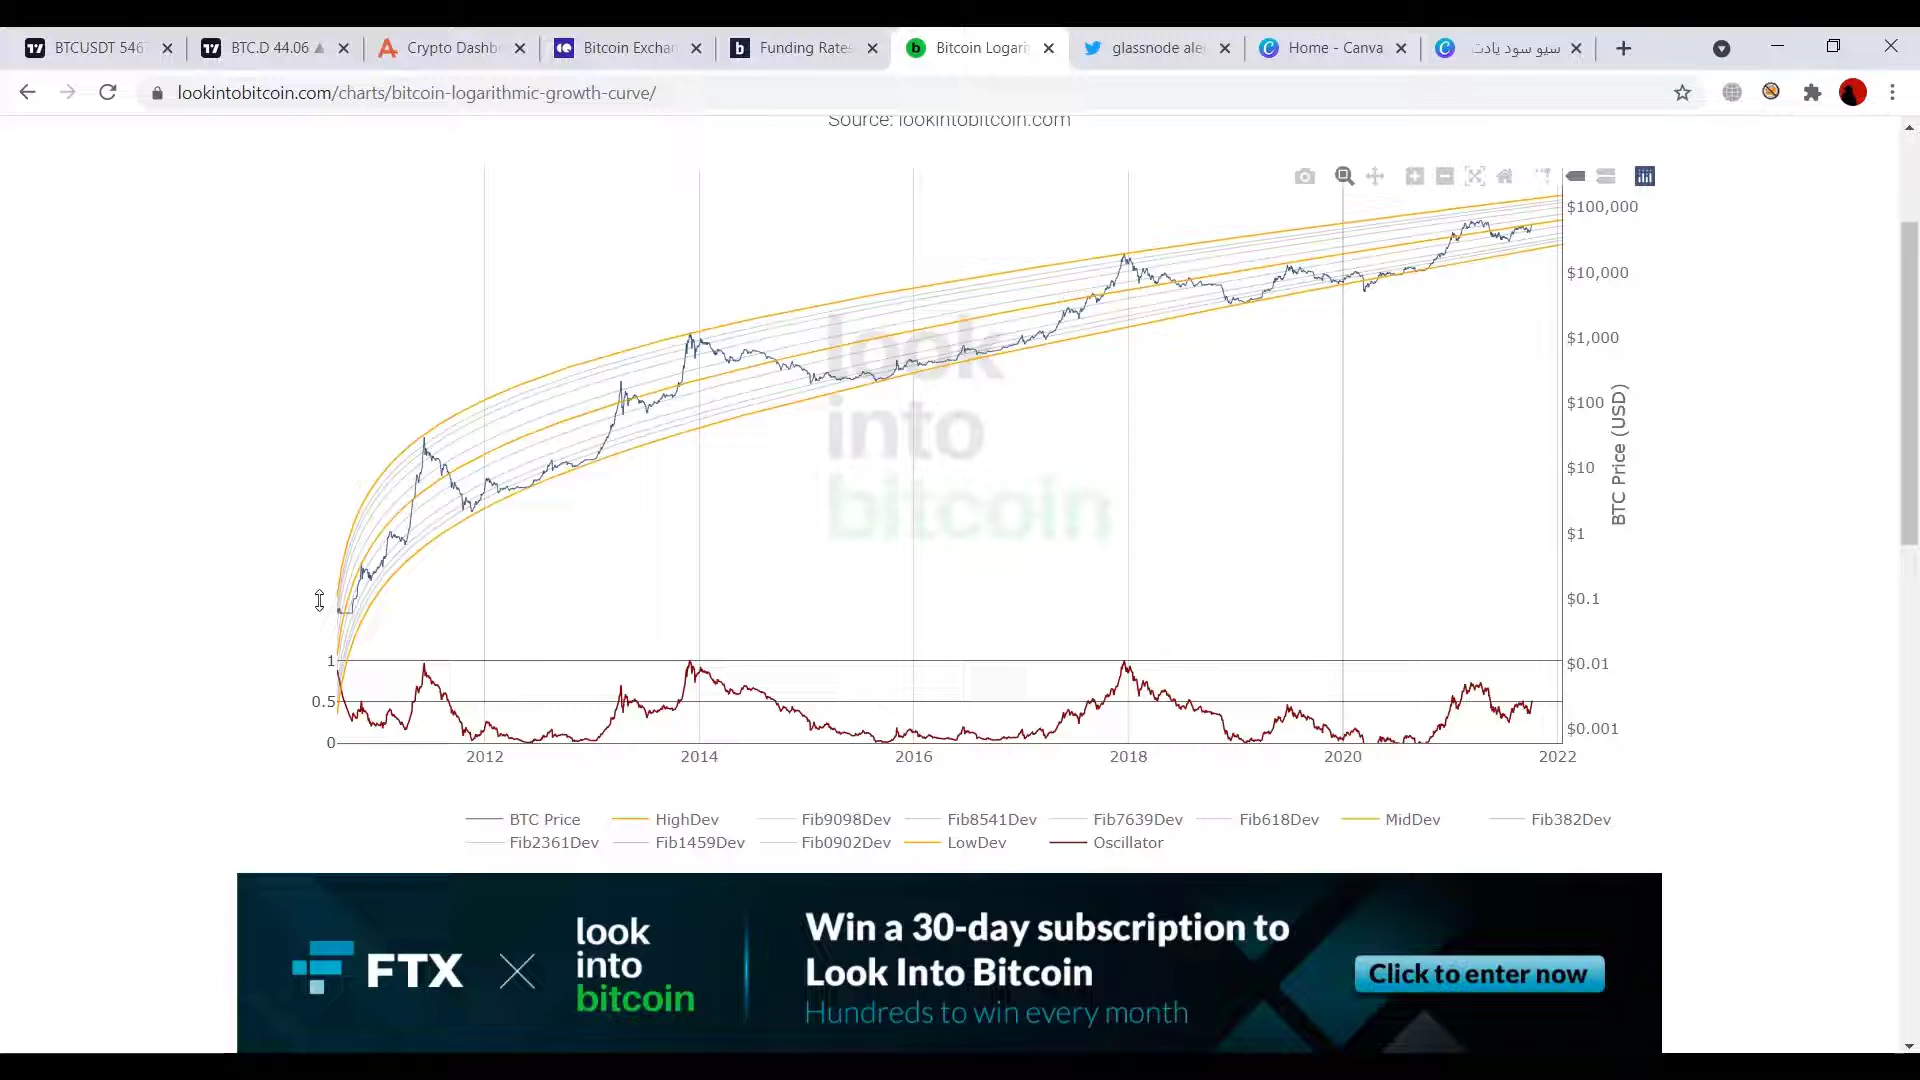 BTCUSDT 546
BTC.D 44.06 ▲
Crypto Dashb
Bitcoin Exchan
Funding Rates
Bitcoin Logarit
glassnode aler
Home - Canva
سیو سود یادت
lookintobitcoin.com/charts/bitcoin-logarithmic-growth-curve/
Source: lookintobitcoin.com
$100,000
$10,000
$1,000
$100
$10
$1
$0.1
$0.01
$0.001
BTC Price (USD)
look
into
bitcoin
1
0.5
0
2012 2014 2016 2018 2020 2022
BTC Price HighDev Fib9098Dev Fib8541Dev Fib7639Dev Fib618Dev MidDev Fib382Dev
Fib2361Dev Fib1459Dev Fib0902Dev LowDev Oscillator
FTX
look
into
bitcoin
Win a 30-day subscription to
Look Into Bitcoin
Hundreds to win every month
Click to enter now